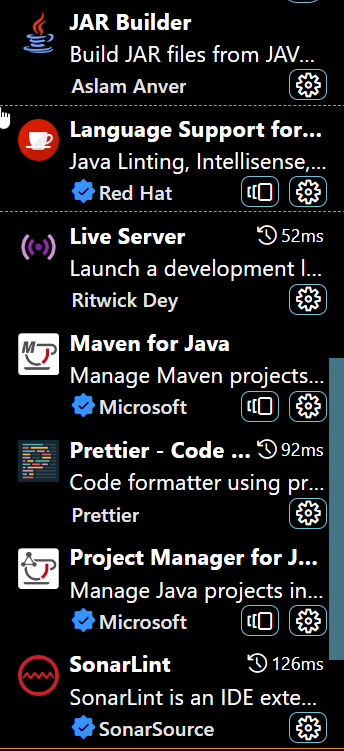 JAR Builder
Build JAR files from JAV...
Aslam Anver
Language Support for...
Java Linting, Intellisense,...
Red Hat
Live Server 52ms
Launch a development l...
Ritwick Dey
Maven for Java
Manage Maven projects...
Microsoft
Prettier - Code ... 92ms
Code formatter using pr...
Prettier
Project Manager for J...
Manage Java projects in...
Microsoft
SonarLint 126ms
SonarLint is an IDE exte...
SonarSource